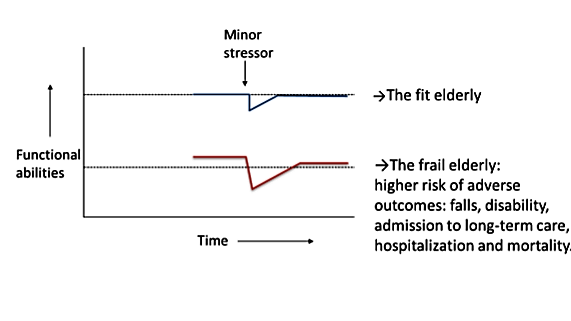 Minor
stressor
→The fit elderly
Functional
abilities
→The frail elderly:
higher risk of adverse
outcomes: falls, disability,
admission to long-term care,
hospitalization and mortality.
Time